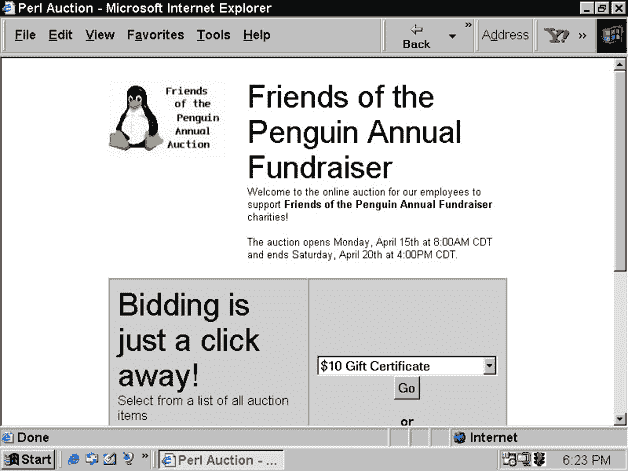 Perl Auction - Microsoft Internet Explorer
File Edit View Favorites Tools Help
Back
»
Address
Y!
»
Friends
of the
Penguin
Annual
Auction
Friends of the
Penguin Annual
Fundraiser
Welcome to the online auction for our employees to
support Friends of the Penguin Annual Fundraiser
charities!
The auction opens Monday, April 15th at 8:00AM CDT
and ends Saturday, April 20th at 4:00PM CDT.
Bidding is
just a click
away!
Select from a list of all auction
items
$10 Gift Certificate
Go
or
Done
Internet
Start
»
Perl Auction - ...
6:23 PM